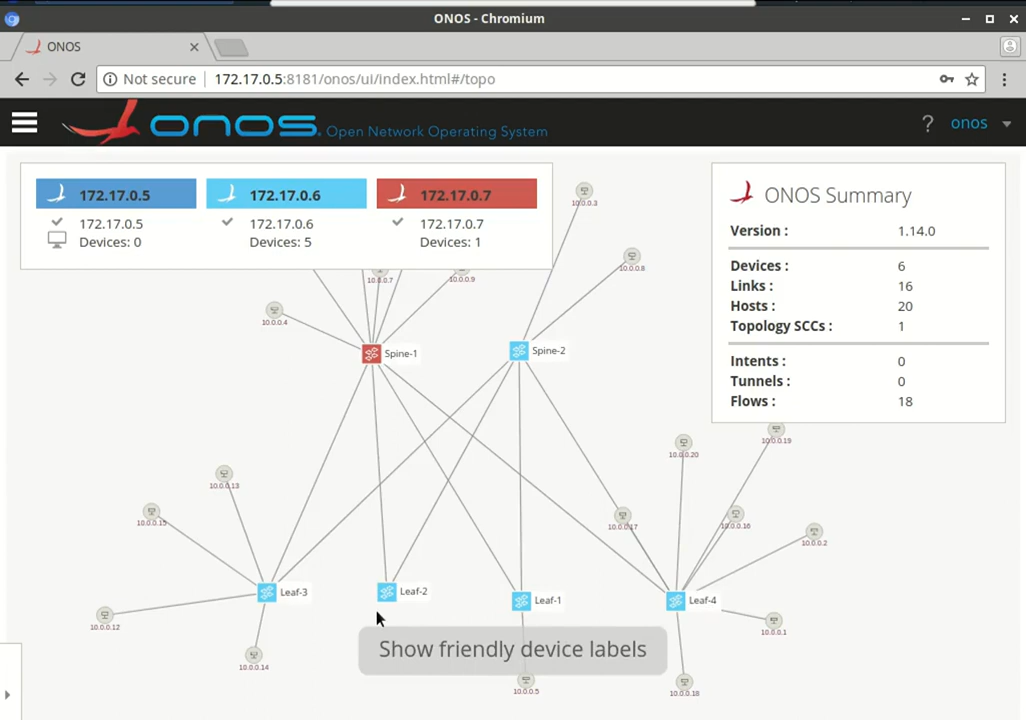 ONOS - Chromium
ONOS
Not secure
172.17.0.5:8181/onos/ui/index.html#/topo
onos. Open Network Operating System
?
onos
172.17.0.5
172.17.0.6
172.17.0.7
172.17.0.5
172.17.0.6
172.17.0.7
Devices: 0
Devices: 5
Devices: 1
ONOS Summary
Version : 1.14.0
Devices : 6
Links : 16
Hosts : 20
Topology SCCs : 1
Intents : 0
Tunnels : 0
Flows : 18
10.0.0.3
10.0.0.8
10.0.0.7
10.0.0.9
10.0.0.4
Spine-1
Spine-2
10.0.0.19
10.0.0.20
10.0.0.13
10.0.0.15
10.0.0.17
10.0.0.16
10.0.0.2
Leaf-3
Leaf-2
Leaf-1
Leaf-4
10.0.0.12
10.0.0.1
Show friendly device labels
10.0.0.14
10.0.0.5
10.0.0.18